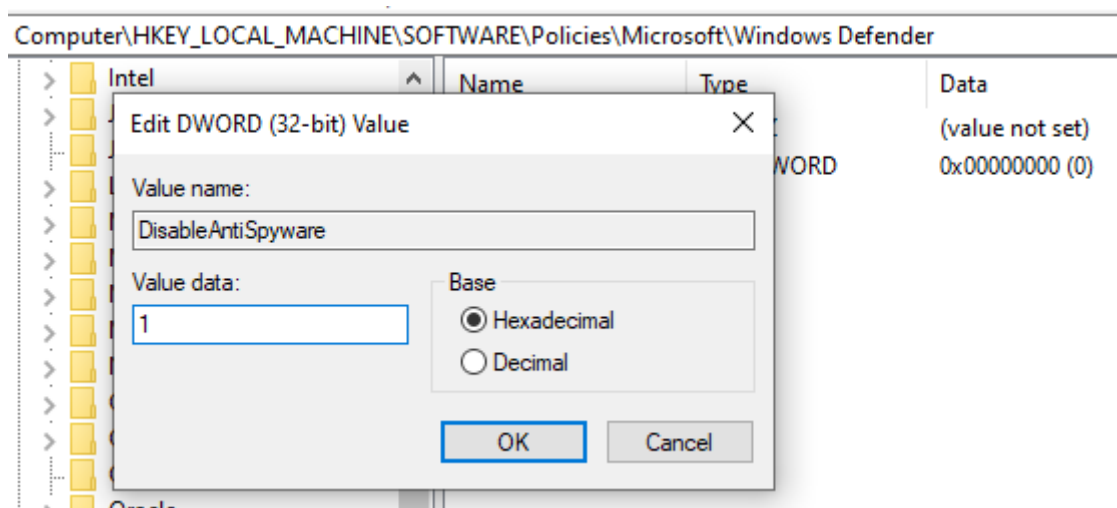 Computer\HKEY_LOCAL_MACHINE\SOFTWARE\Policies\Microsoft\Windows Defender
Intel
Name Type Data
Edit DWORD (32-bit) Value
(value not set)
WORD 0x00000000 (0)
Value name:
DisableAntiSpyware
Value data:
Base
1
Hexadecimal
Decimal
OK Cancel